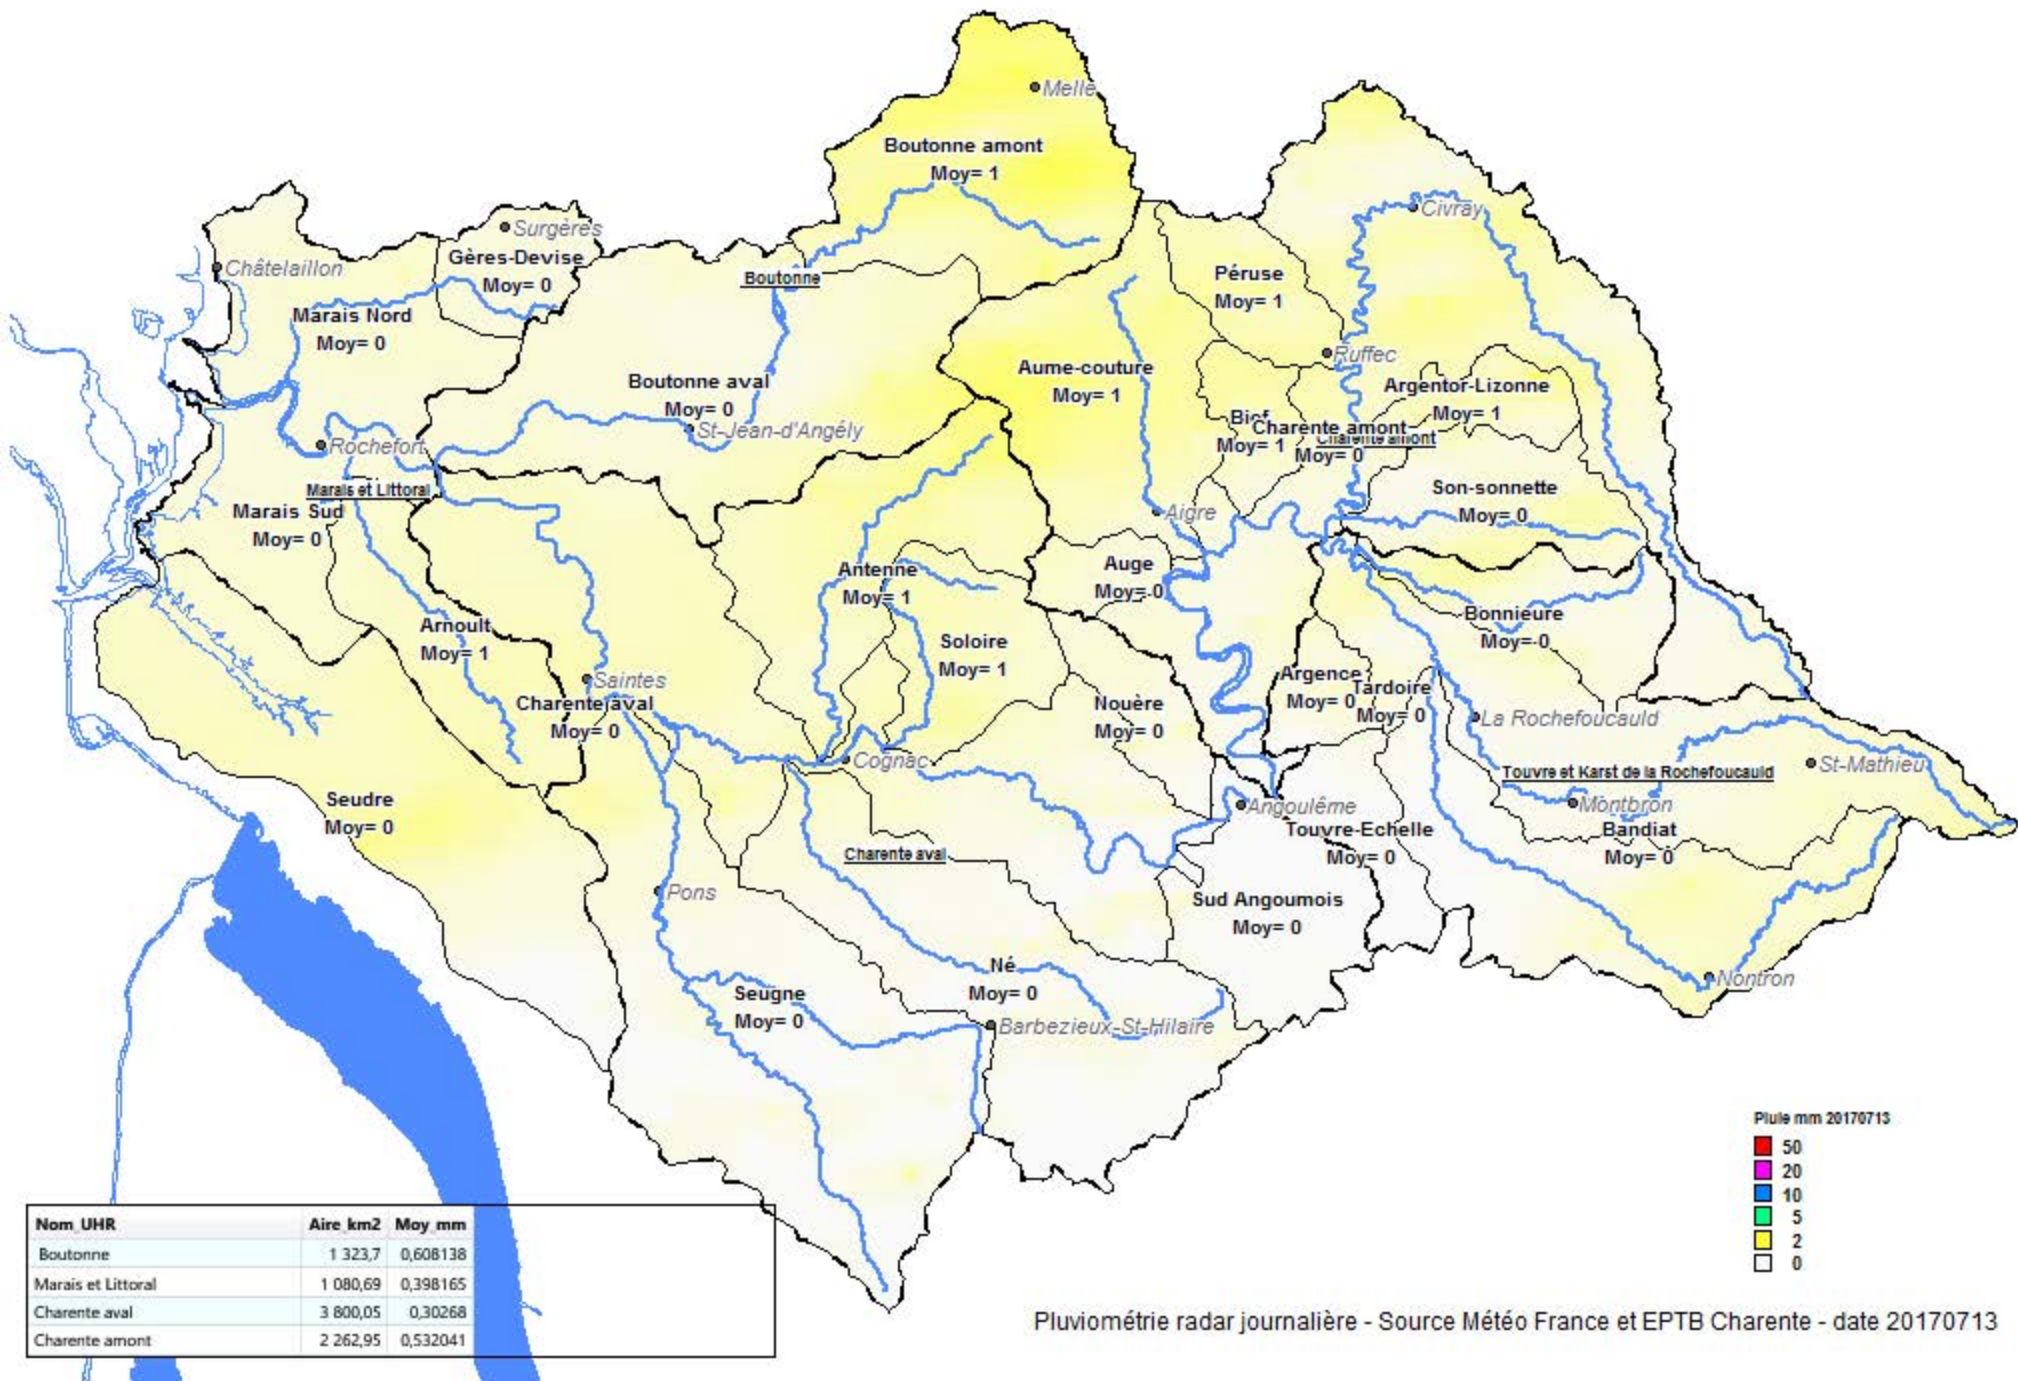 Melle
Boutonne amont
Moy= 1
Civray
Surgères
Gères-Devise
Moy= 0
Châtelaillon
Boutonne
Péruse
Moy= 1
Marais Nord
Moy= 0
Ruffec
Aume-couture
Moy= 1
Boutonne aval
Moy= 0
Argentor-Lizonne
Moy= 1
St-Jean-d'Angély
Bief
Moy= 1
Charente amont
Moy= 0
Charente amont
Rochefort
Marais et Littoral
Son-sonnette
Moy= 0
Marais Sud
Moy= 0
Aigre
Auge
Moy= 0
Antenne
Moy= 1
Bonnieure
Moy= 0
Arnoult
Moy= 1
Soloire
Moy= 1
Saintes
Argence
Moy= 0
Tardoire
Moy= 0
Charente aval
Moy= 0
Nouère
Moy= 0
La Rochefoucauld
Cognac
Touvre et Karst de la Rochefoucauld
St-Mathieu
Seudre
Moy= 0
Angoulême
Montbron
Touvre-Echelle
Moy= 0
Bandiat
Moy= 0
Charente aval
Pons
Sud Angoumois
Moy= 0
Né
Moy= 0
Nontron
Seugne
Moy= 0
Barbezieux-St-Hilaire
Pluie mm 20170713
50
20
10
5
2
0
Nom_UHR Aire_km2 Moy_mm
Boutonne 1 323,7 0,608138
Marais et Littoral 1 080,69 0,398165
Charente aval 3 800,05 0,30268
Charente amont 2 262,95 0,532041
Pluviométrie radar journalière - Source Météo France et EPTB Charente - date 20170713